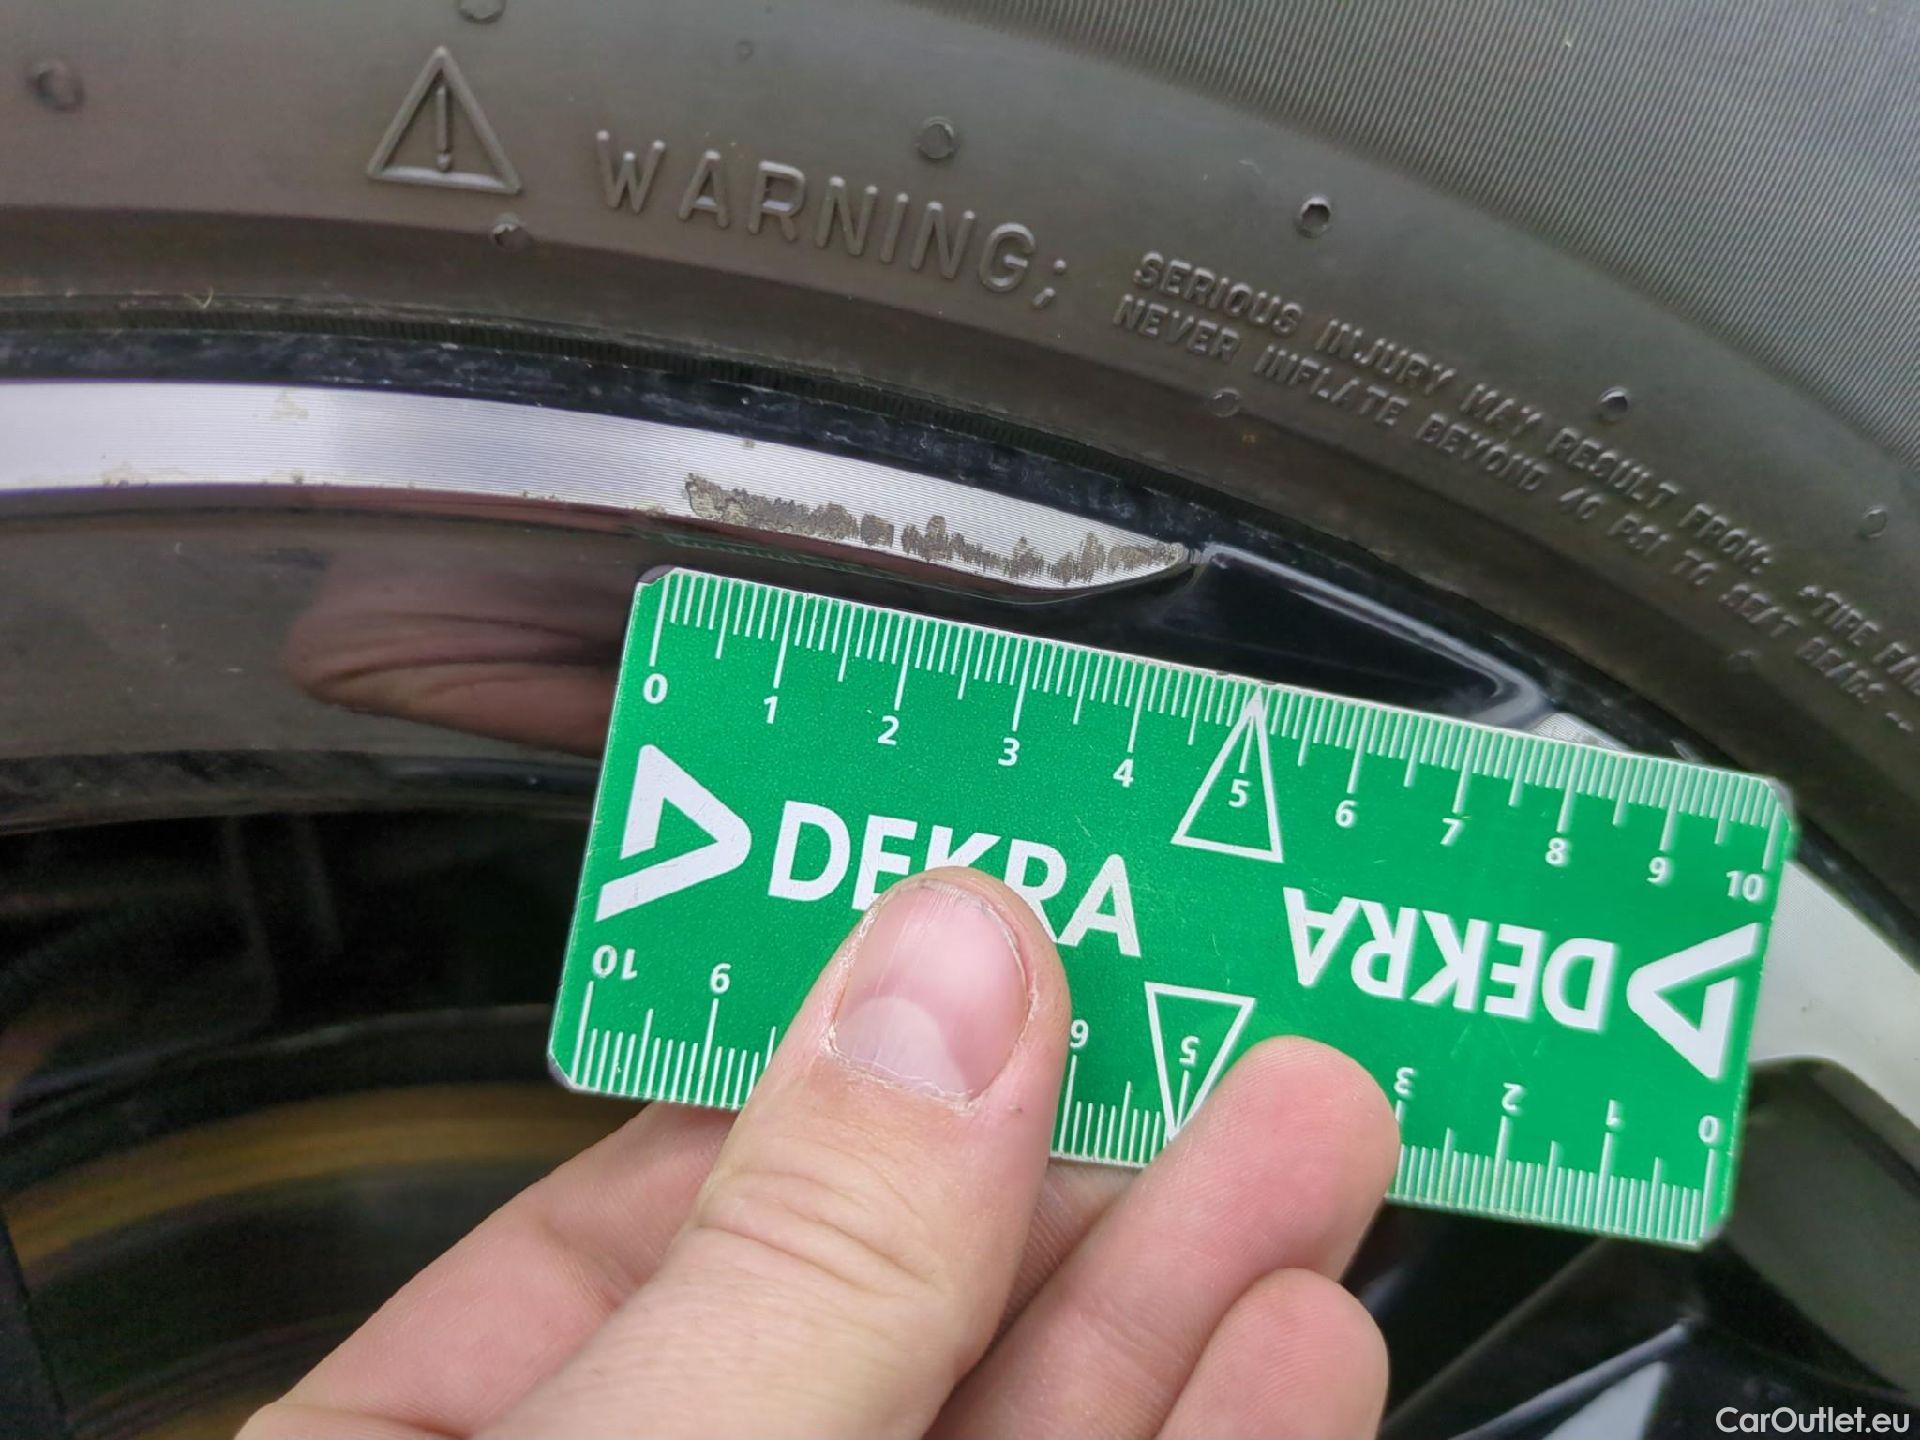 WARNING; SERIOUS INJURY MAY RESULT FROM: •TIRE
NEVER INFLATE BEYOND 40 PSI TO SEAT BEADS --
0 1 2 3 4 5 6 7 8 9 10
DEKRA
DEKRA
10 9 6 5 3 2 1 0
CarOutlet.eu